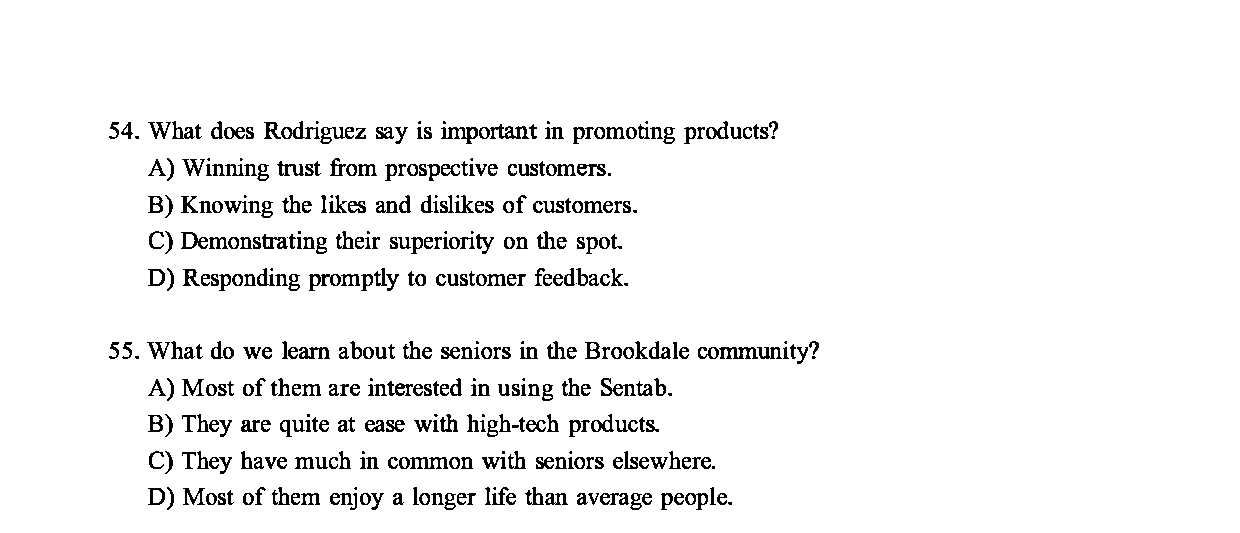 54. What does Rodriguez say is important in promoting products?
A) Winning trust from prospective customers.
B) Knowing the likes and dislikes of customers.
C) Demonstrating their superiority on the spot.
D) Responding promptly to customer feedback.
55. What do we learn about the seniors in the Brookdale community?
A) Most of them are interested in using the Sentab.
B) They are quite at ease with high-tech products.
C) They have much in common with seniors elsewhere.
D) Most of them enjoy a longer life than average people.